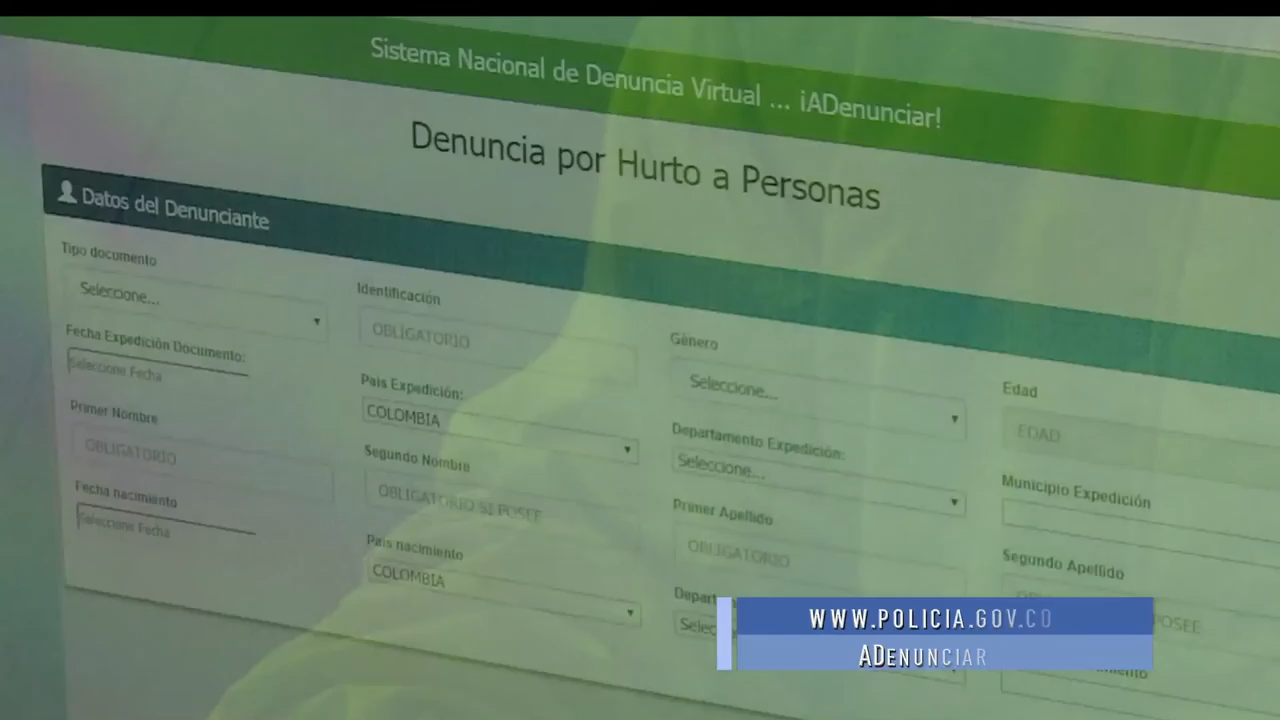 Sistema Nacional de Denuncia Virtual ... ¡ADenunciar!
Denuncia por Hurto a Personas
Datos del Denunciante
Tipo documento
Seleccione...
Identificación
OBLIGATORIO
Género
Seleccione...
Edad
EDAD
Fecha Expedición Documento:
Seleccione Fecha
País Expedición:
COLOMBIA
Departamento Expedición:
Seleccione...
Municipio Expedición
Primer Nombre
OBLIGATORIO
Segundo Nombre
OBLIGATORIO SI POSEE
Primer Apellido
OBLIGATORIO
Segundo Apellido
POSEE
Fecha nacimiento
Seleccione Fecha
País nacimiento
COLOMBIA
WWW.POLICIA.GOV.CO
ADENUNCIAR